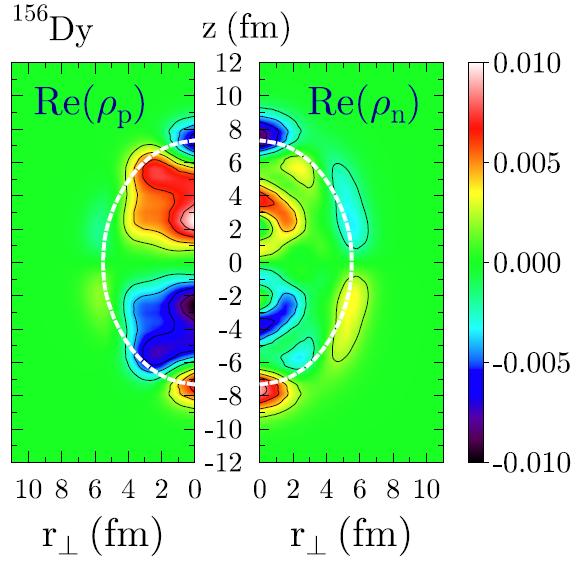 ¹⁵⁶Dy
z (fm)
Re(ρₚ)
Re(ρₙ)
12
10
8
6
4
2
0
-2
-4
-6
-8
-10
-12
0.010
0.005
0.000
-0.005
-0.010
10 8 6 4 2 0
0 2 4 6 8 10
r⊥ (fm)
r⊥ (fm)